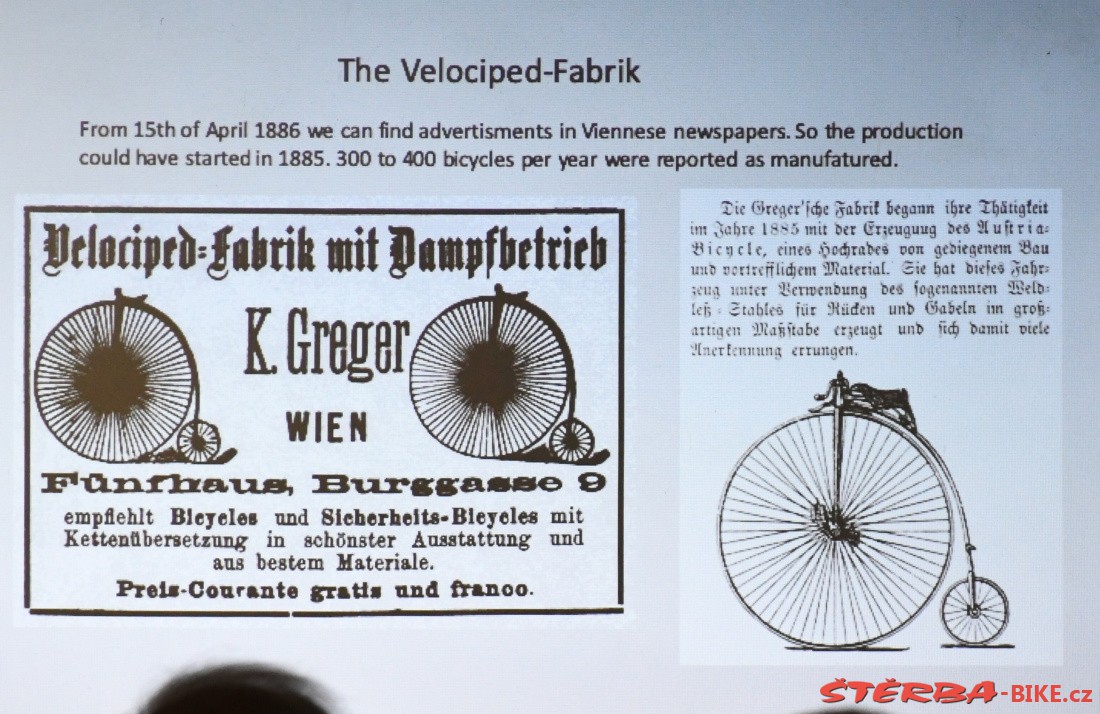 The Velociped-Fabrik
From 15th of April 1886 we can find advertisments in Viennese newspapers. So the production
could have started in 1885. 300 to 400 bicycles per year were reported as manufatured.
Velociped-Fabrik mit Dampfbetrieb
K. Greger
WIEN
Fünfhaus, Burggasse 9
empfiehlt Bicycles und Sicherheits-Bicycles mit
Kettenübersetzung in schönster Ausstattung und
aus bestem Materiale.
Preis-Courante gratis und franco.
Die Greger'sche Fabrik begann ihre Thätigkeit
im Jahre 1885 mit der Erzeugung des Austria-
Bicycle, eines Hochrades von gediegenem Bau
und vortrefflichem Material. Sie hat dieses Fahr-
zeug unter Verwendung des sogenannten Weld-
leß-Stahles für Rücken und Gabeln im groß-
artigen Maßstabe erzeugt und sich damit viele
Anerkennung errungen.
ŠTĚRBA-BIKE.cz